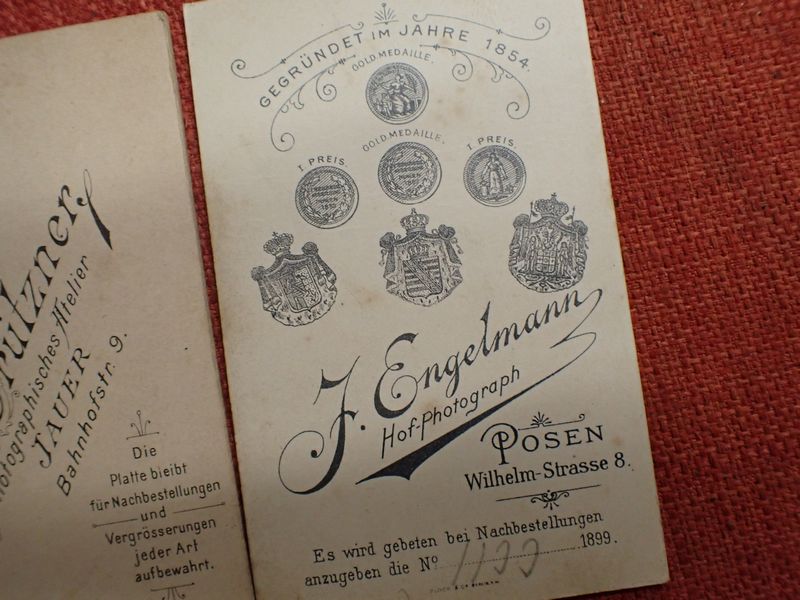 rützner
Photographisches Atelier
JAUER
Bahnhofstr. 9.
Die
Platte bleibt
für Nachbestellungen
und
Vergrösserungen
jeder Art
aufbewahrt.
GEGRÜNDET IM JAHRE 1854.
GOLD MEDAILLE.
I PREIS.
GOLD MEDAILLE.
I PREIS.
J. Engelmann
Hof-Photograph
POSEN
Wilhelm-Strasse 8.
Es wird gebeten bei Nachbestellungen
anzugeben die No 1899.